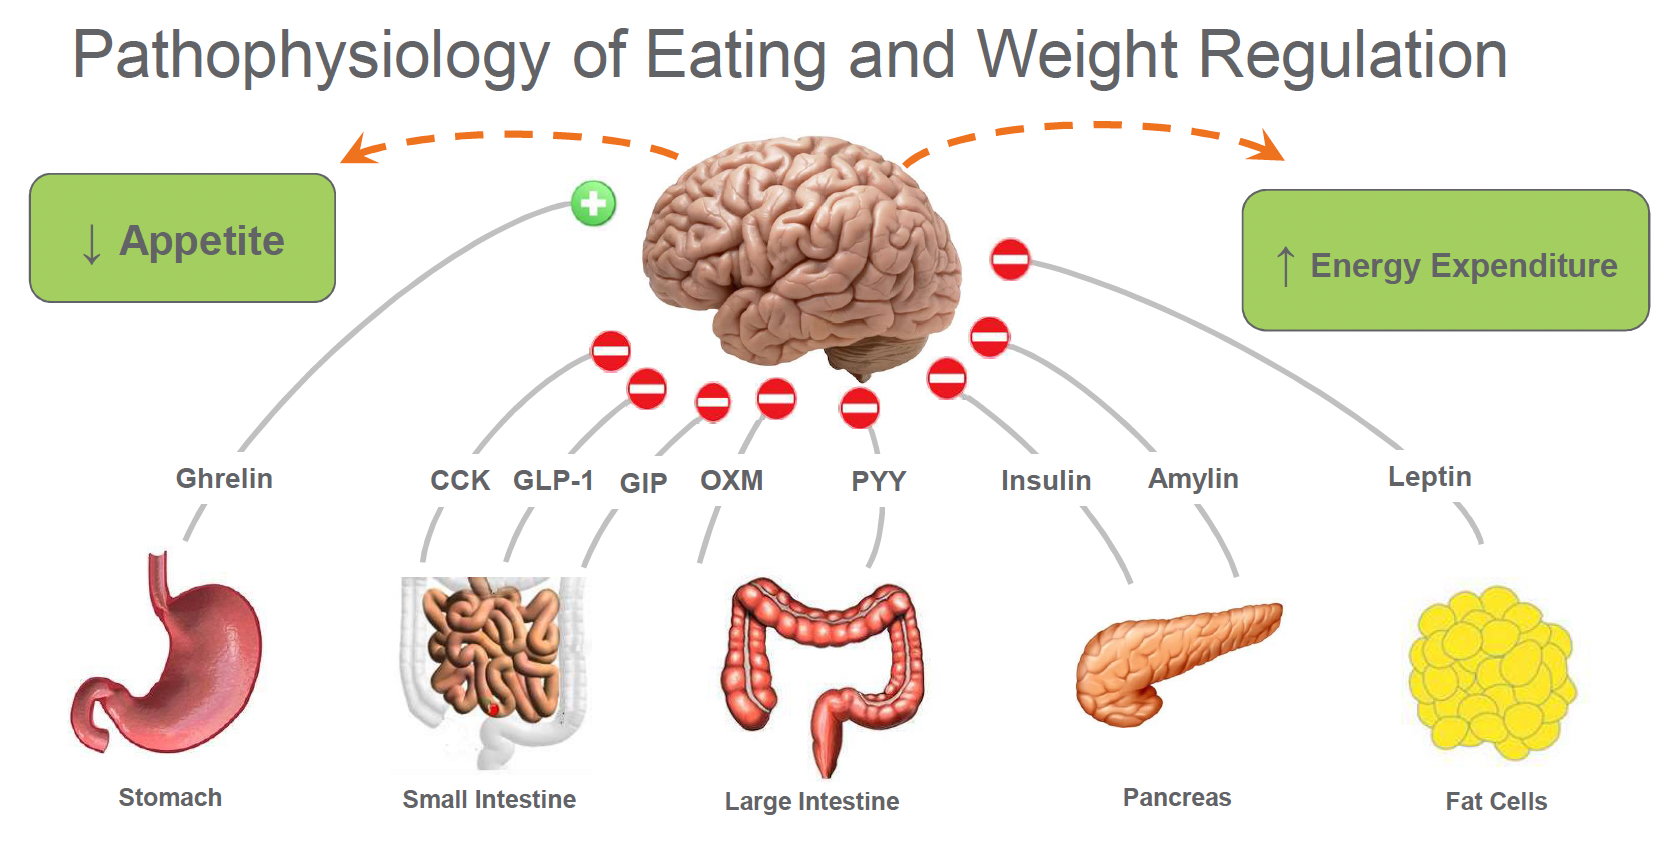 Pathophysiology of Eating and Weight Regulation
↓ Appetite
↑ Energy Expenditure
Ghrelin
CCK
GLP-1
GIP
OXM
PYY
Insulin
Amylin
Leptin
Stomach
Small Intestine
Large Intestine
Pancreas
Fat Cells